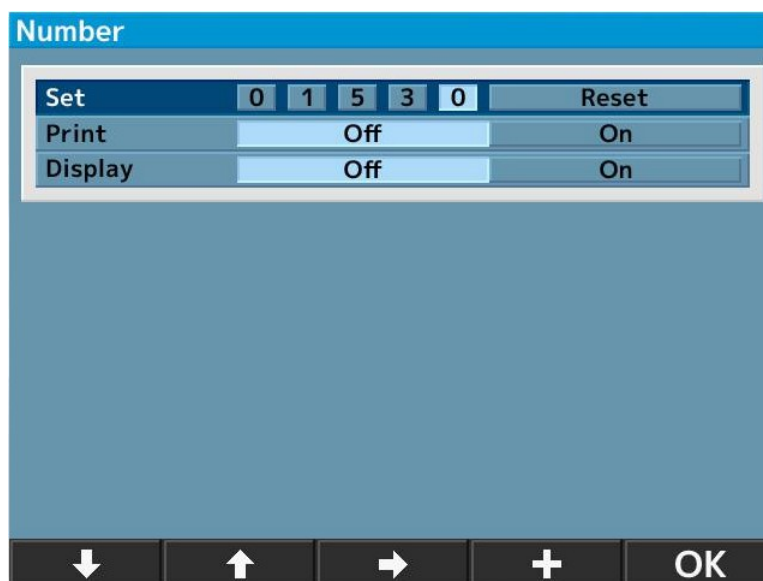 Number
Set 0 1 5 3 0 Reset
Print Off On
Display Off On
OK